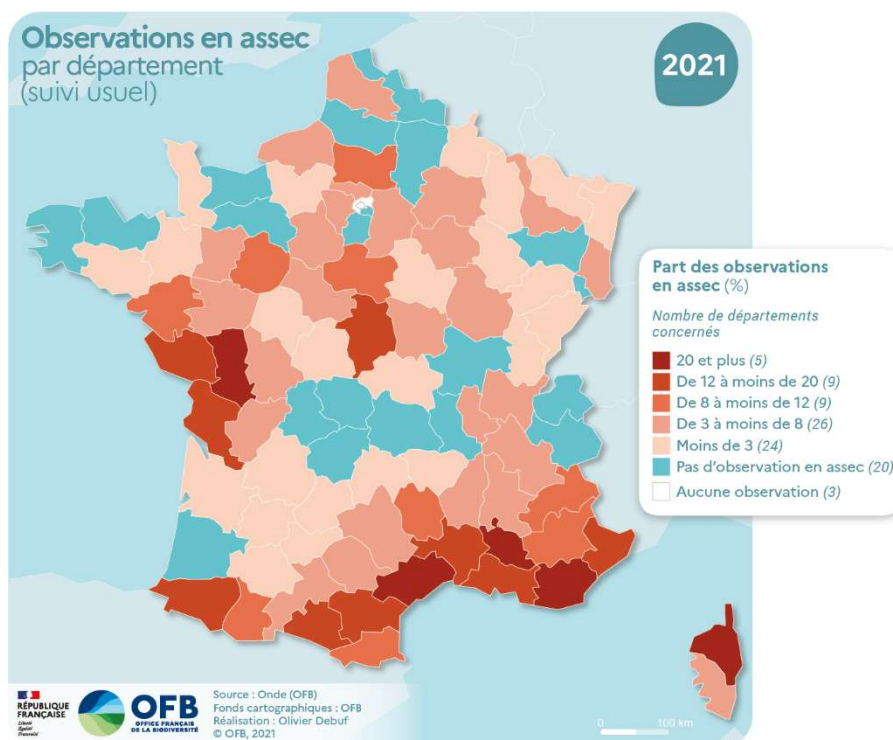 Observations en assec
par département
(suivi usuel)
2021
Part des observations
en assec (%)
Nombre de départements
concernés
20 et plus (5)
De 12 à moins de 20 (9)
De 8 à moins de 12 (9)
De 3 à moins de 8 (26)
Moins de 3 (24)
Pas d'observation en assec (20)
Aucune observation (3)
RÉPUBLIQUE
FRANÇAISE
Liberté
Égalité
Fraternité
OFB
OFFICE FRANÇAIS
DE LA BIODIVERSITÉ
Source : Onde (OFB)
Fonds cartographiques : OFB
Réalisation : Olivier Debuf
© OFB, 2021
0 100 km